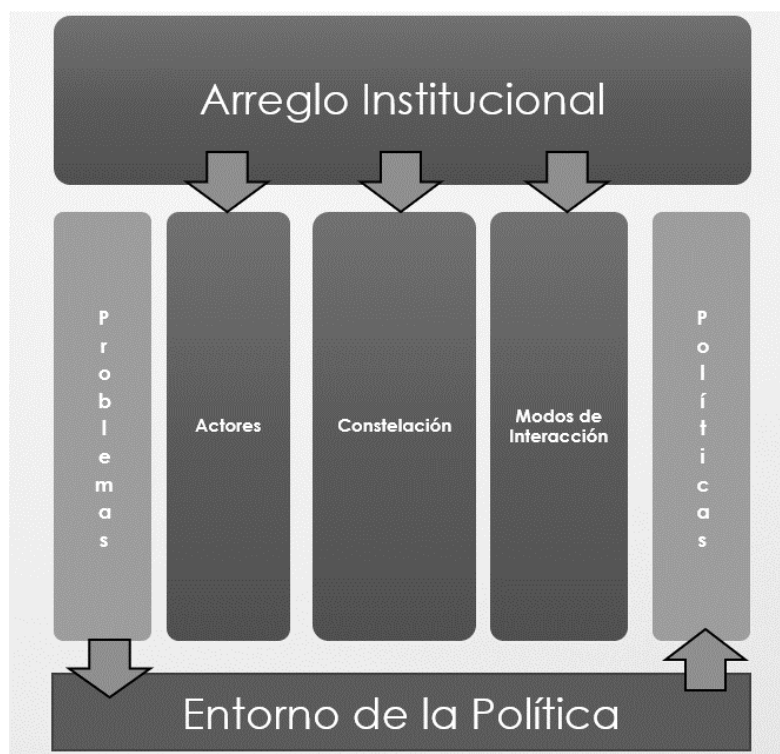 Arreglo Institucional
Problemas
Actores
Constelación
Modos de
Interacción
Políticas
Entorno de la Política